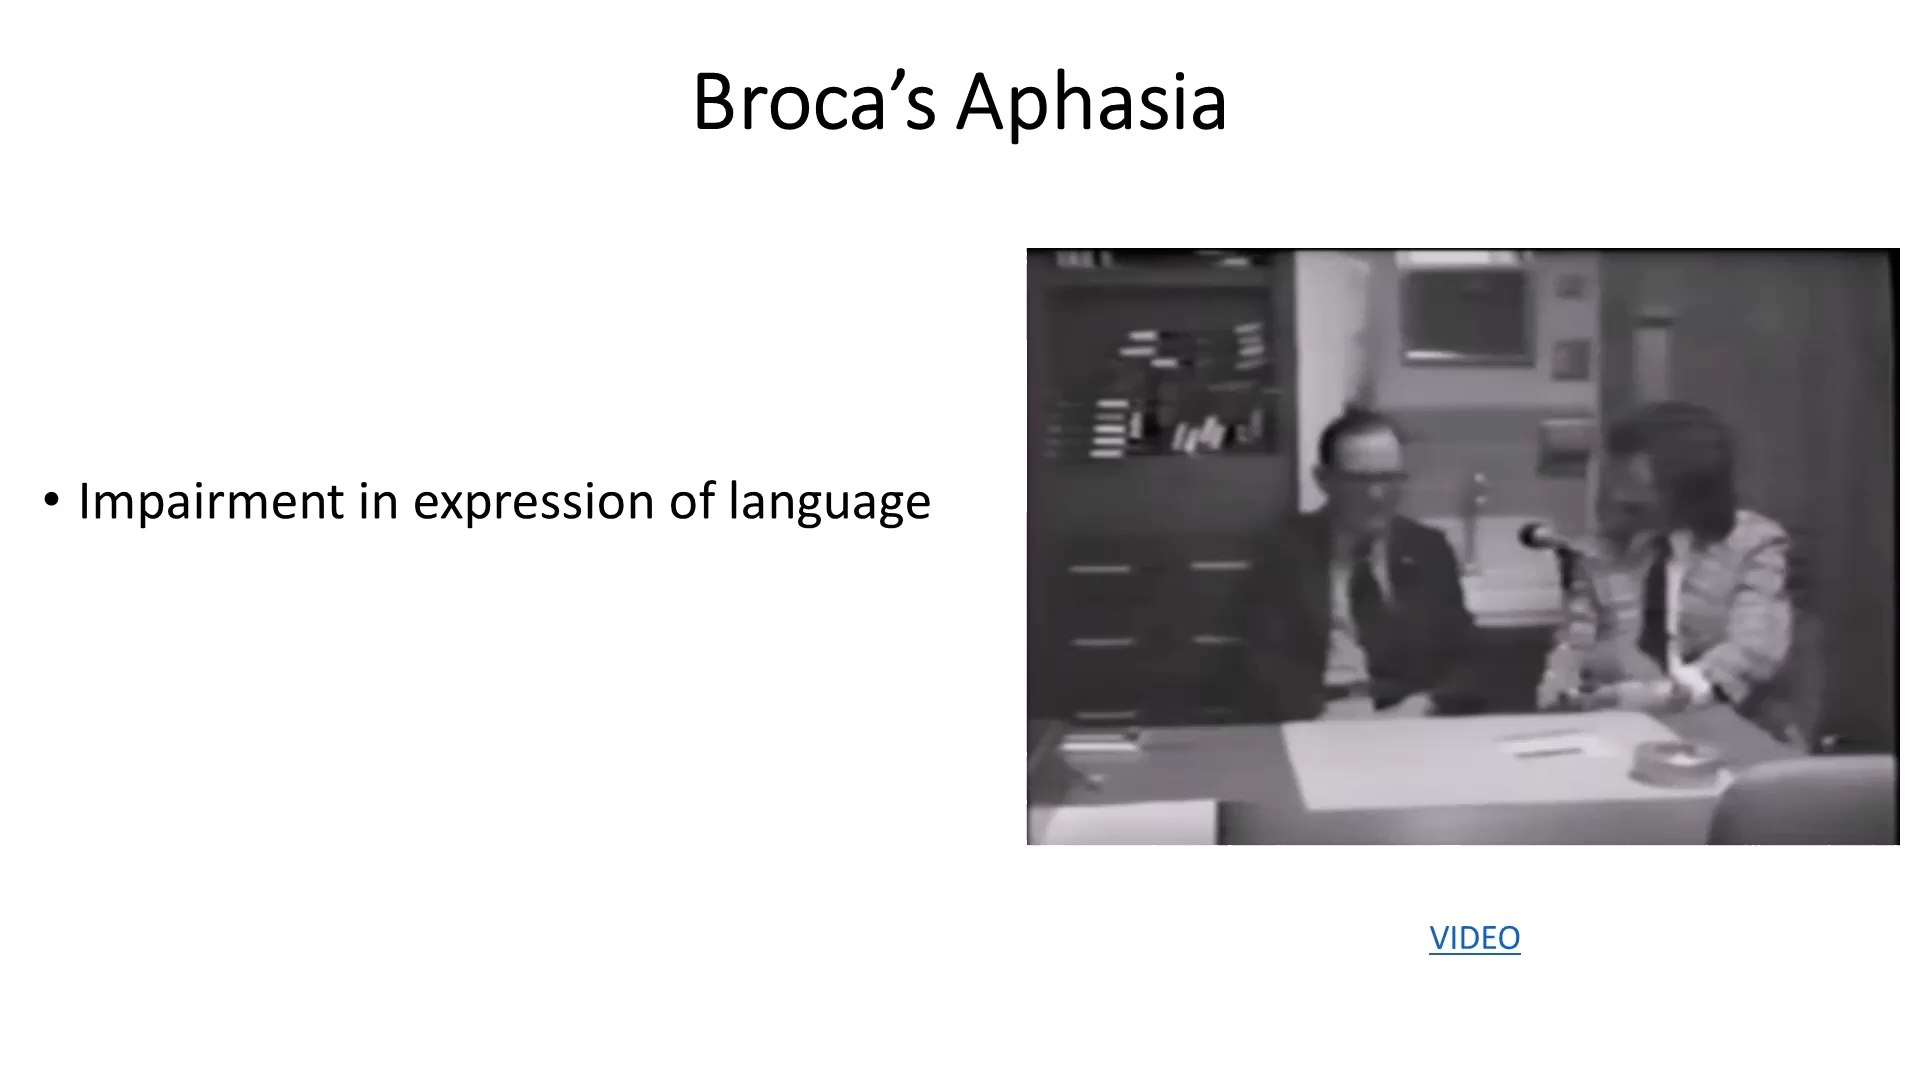 Broca’s Aphasia
• Impairment in expression of language
VIDEO